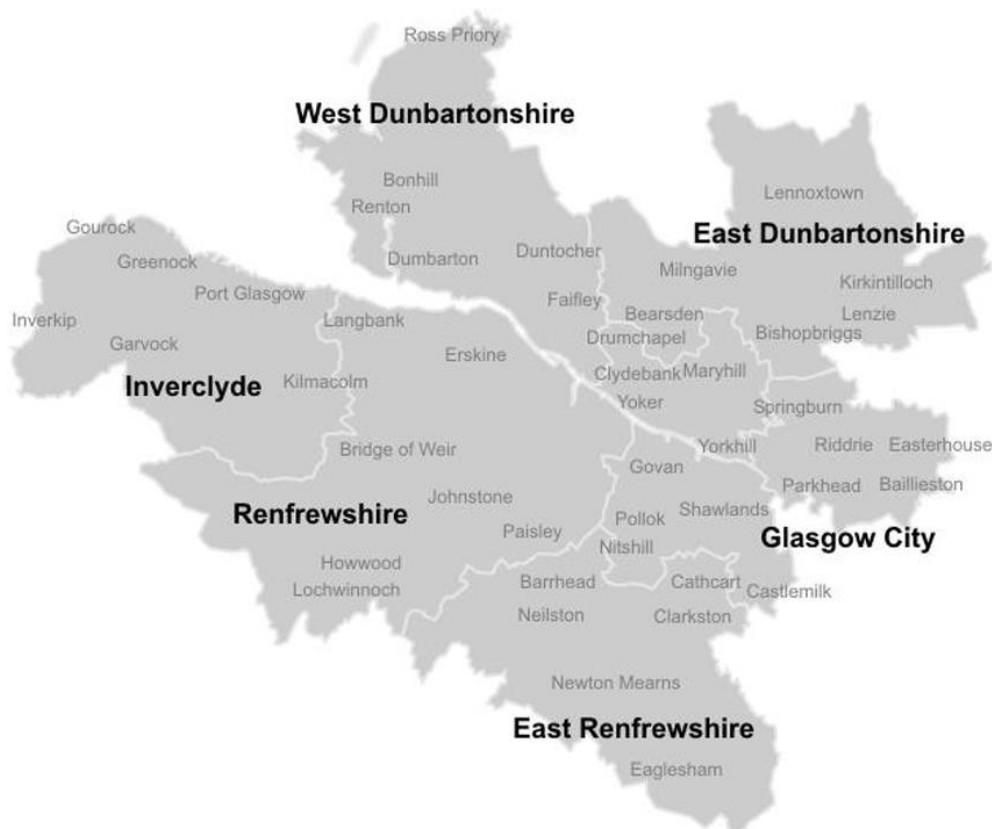 Ross Priory
West Dunbartonshire
Bonhill
Lennoxtown
Renton
Gourock
East Dunbartonshire
Duntocher
Dumbarton
Greenock
Milngavie
Kirkintilloch
Port Glasgow
Faifley
Bearsden
Lenzie
Inverkip
Langbank
Bishopbriggs
Drumchapel
Garvock
Erskine
Clydebank
Maryhill
Inverclyde
Kilmacolm
Yoker
Springburn
Bridge of Weir
Yorkhill
Riddrie
Easterhouse
Govan
Parkhead
Baillieston
Johnstone
Shawlands
Renfrewshire
Pollok
Paisley
Glasgow City
Nitshill
Howwood
Barrhead
Cathcart
Lochwinnoch
Castlemilk
Neilston
Clarkston
Newton Mearns
East Renfrewshire
Eaglesham